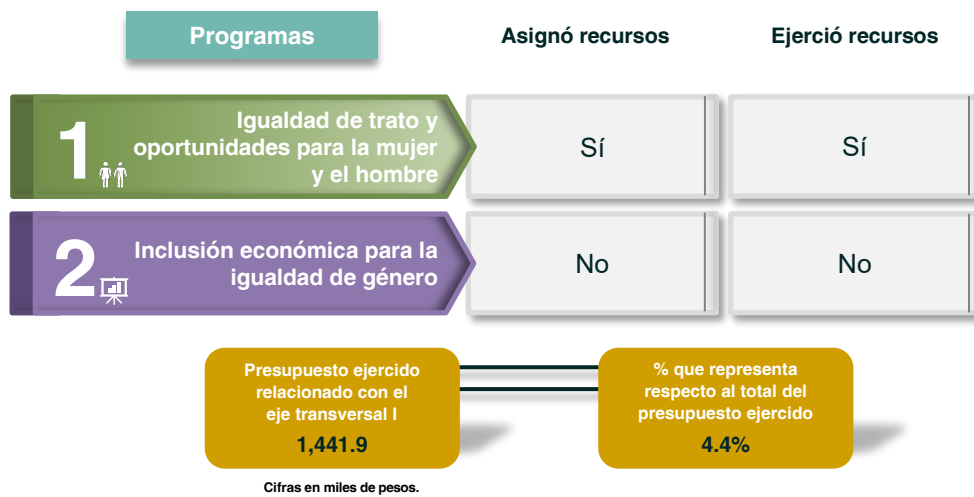 Programas
Asignó recursos
Ejerció recursos
1
Igualdad de trato y
oportunidades para la mujer
y el hombre
Sí
Sí
2
Inclusión económica para la
igualdad de género
No
No
Presupuesto ejercido
relacionado con el
eje transversal I
1,441.9
% que representa
respecto al total del
presupuesto ejercido
4.4%
Cifras en miles de pesos.